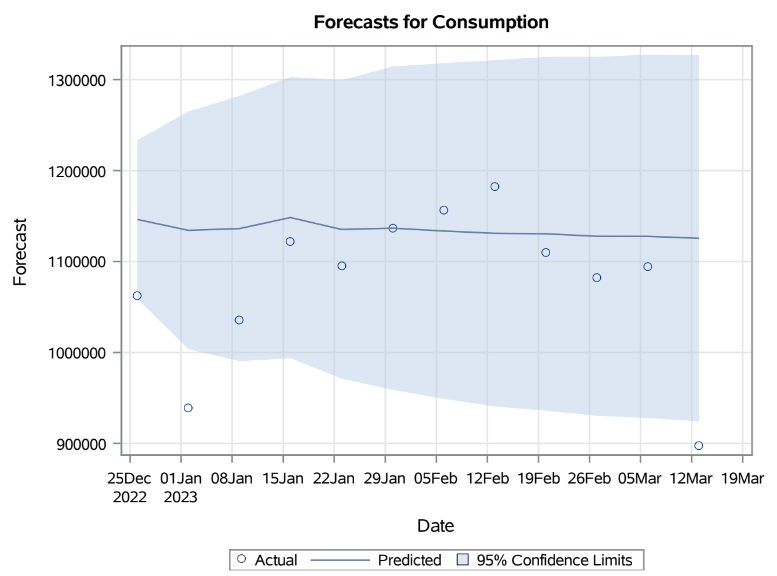 Forecasts for Consumption
Forecast
1300000
1200000
1100000
1000000
900000
25Dec 01Jan 08Jan 15Jan 22Jan 29Jan 05Feb 12Feb 19Feb 26Feb 05Mar 12Mar 19Mar
2022 2023
Date
Actual Predicted 95% Confidence Limits